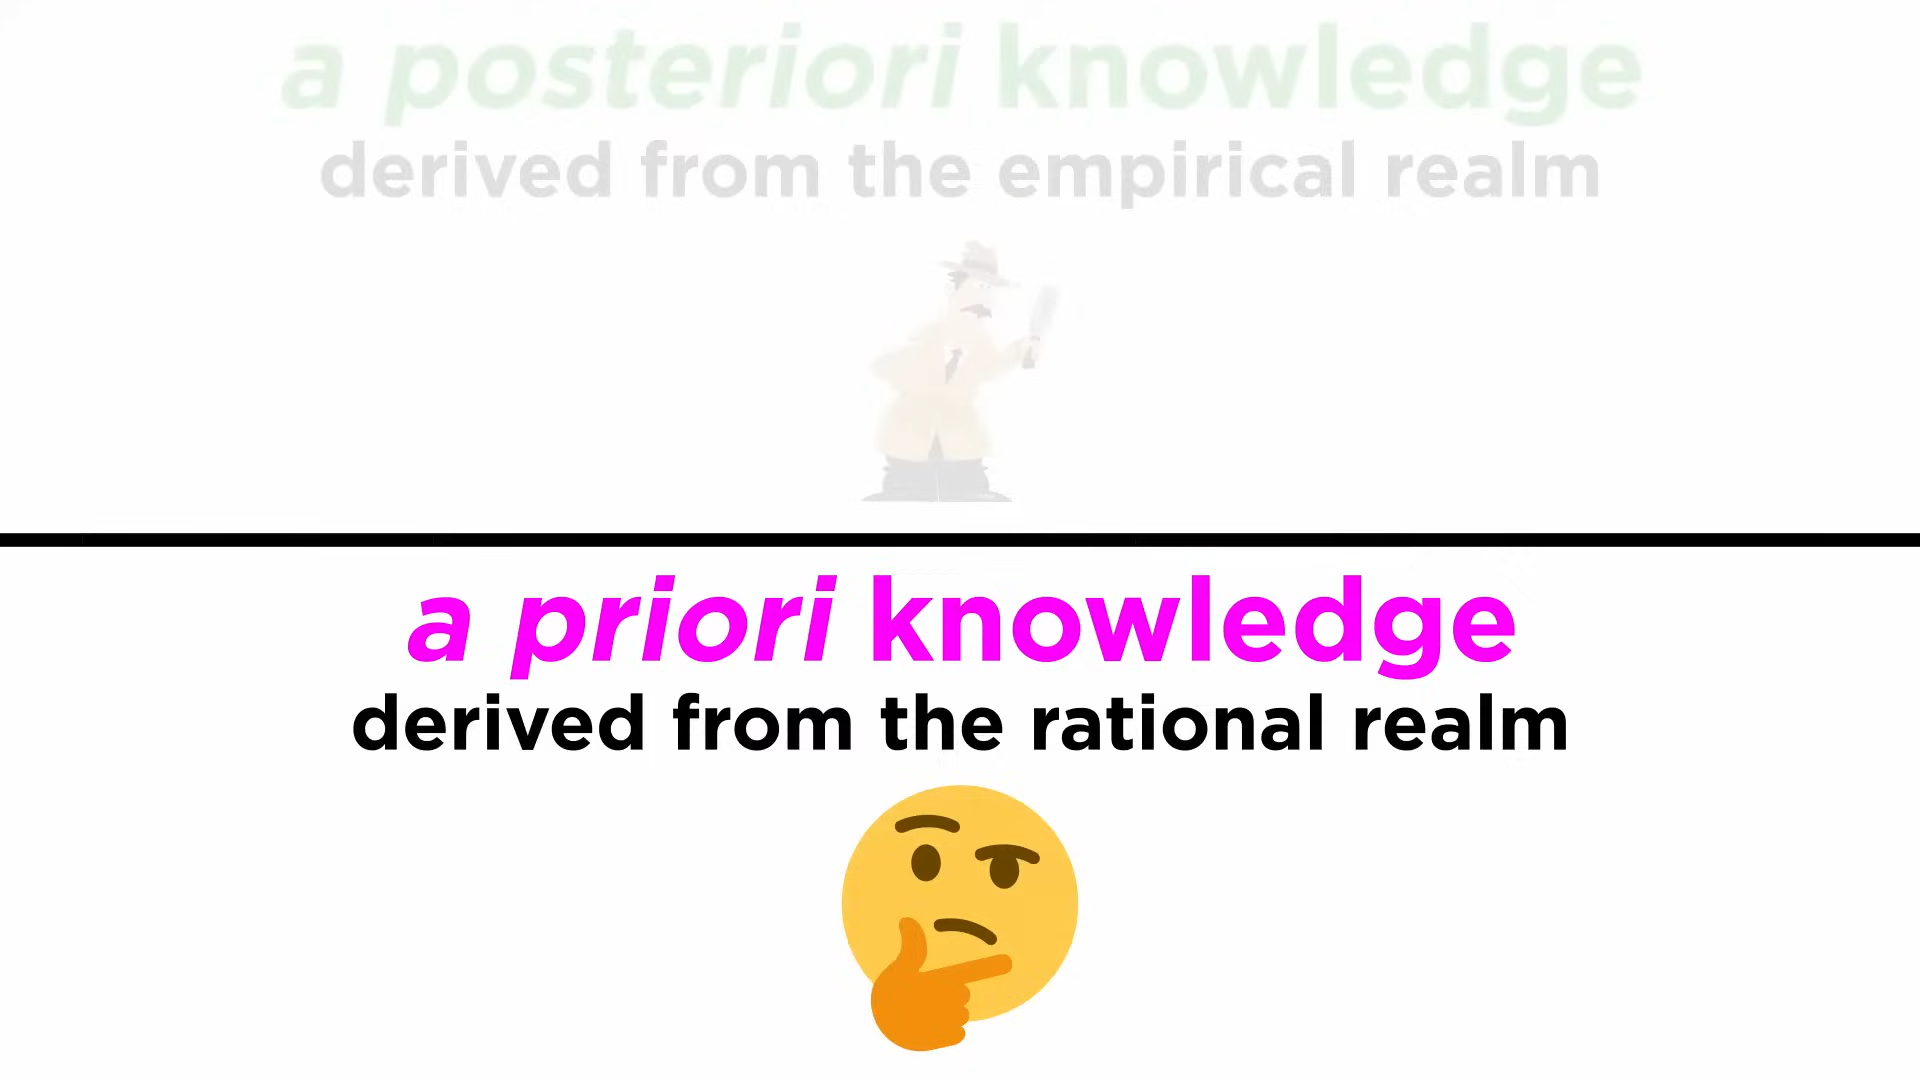 a posteriori knowledge
derived from the empirical realm
a priori knowledge
derived from the rational realm